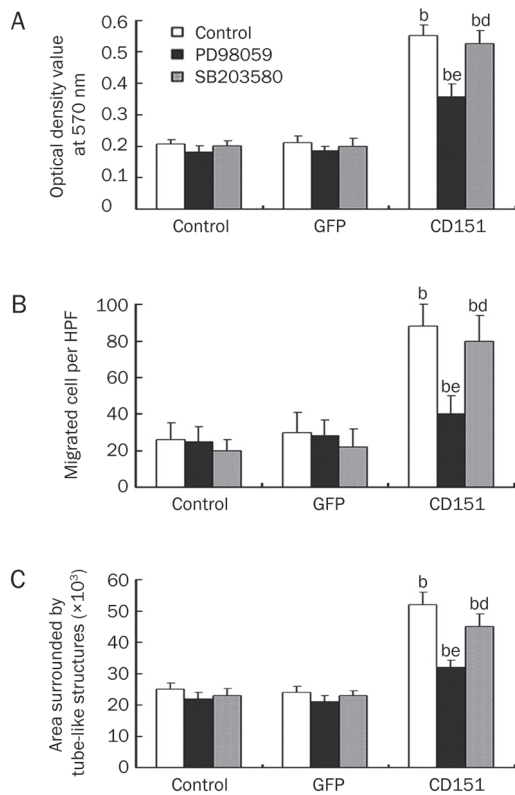 A
Optical density value
at 570 nm
0.6
0.5
0.4
0.3
0.2
0.1
0
Control
PD98059
SB203580
b
be
bd
Control GFP CD151
B
Migrated cell per HPF
100
80
60
40
20
0
b
be
bd
Control GFP CD151
C
Area surrounded by
tube-like structures (×10³)
60
50
40
30
20
10
0
b
be
bd
Control GFP CD151